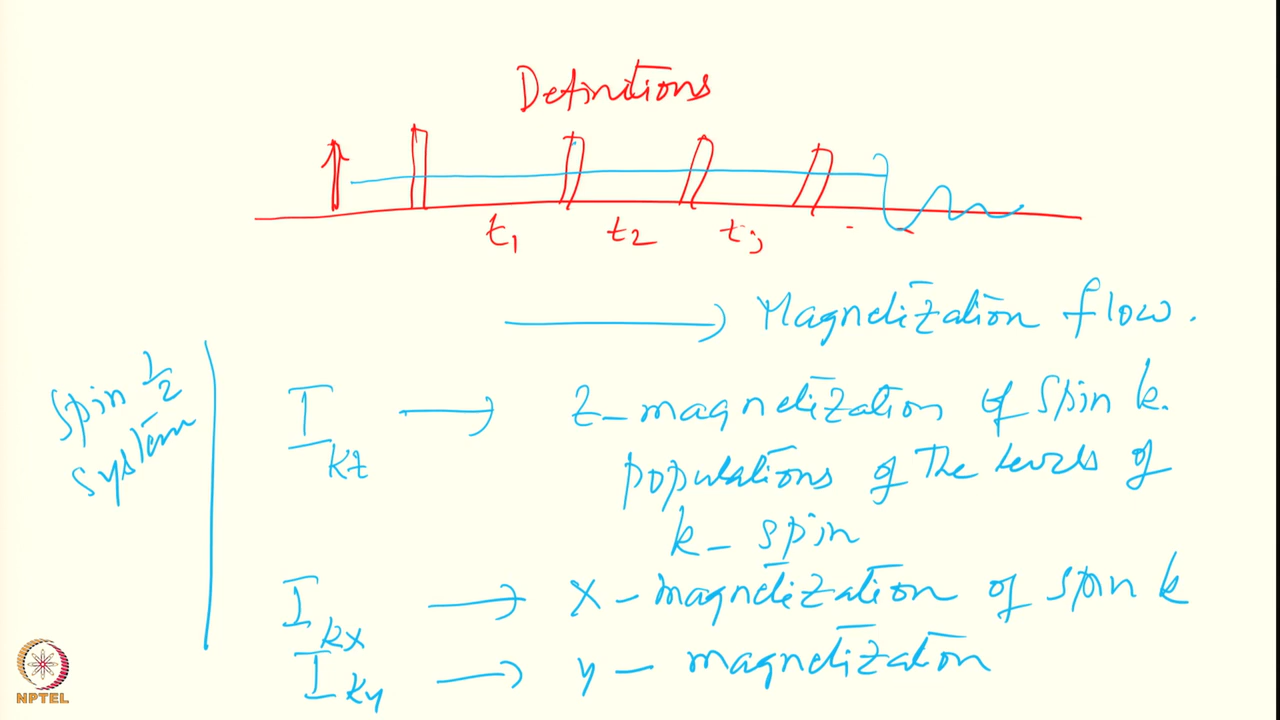 Definitions
t1 t2 t3 . .
→ Magnetization flow.
Spin 1/2
system
Ikz → Z-magnetization of Spin k.
populations of the levels of
k - spin
Ikx → x - magnetization of spin k
Iky → y - magnetization
NPTEL